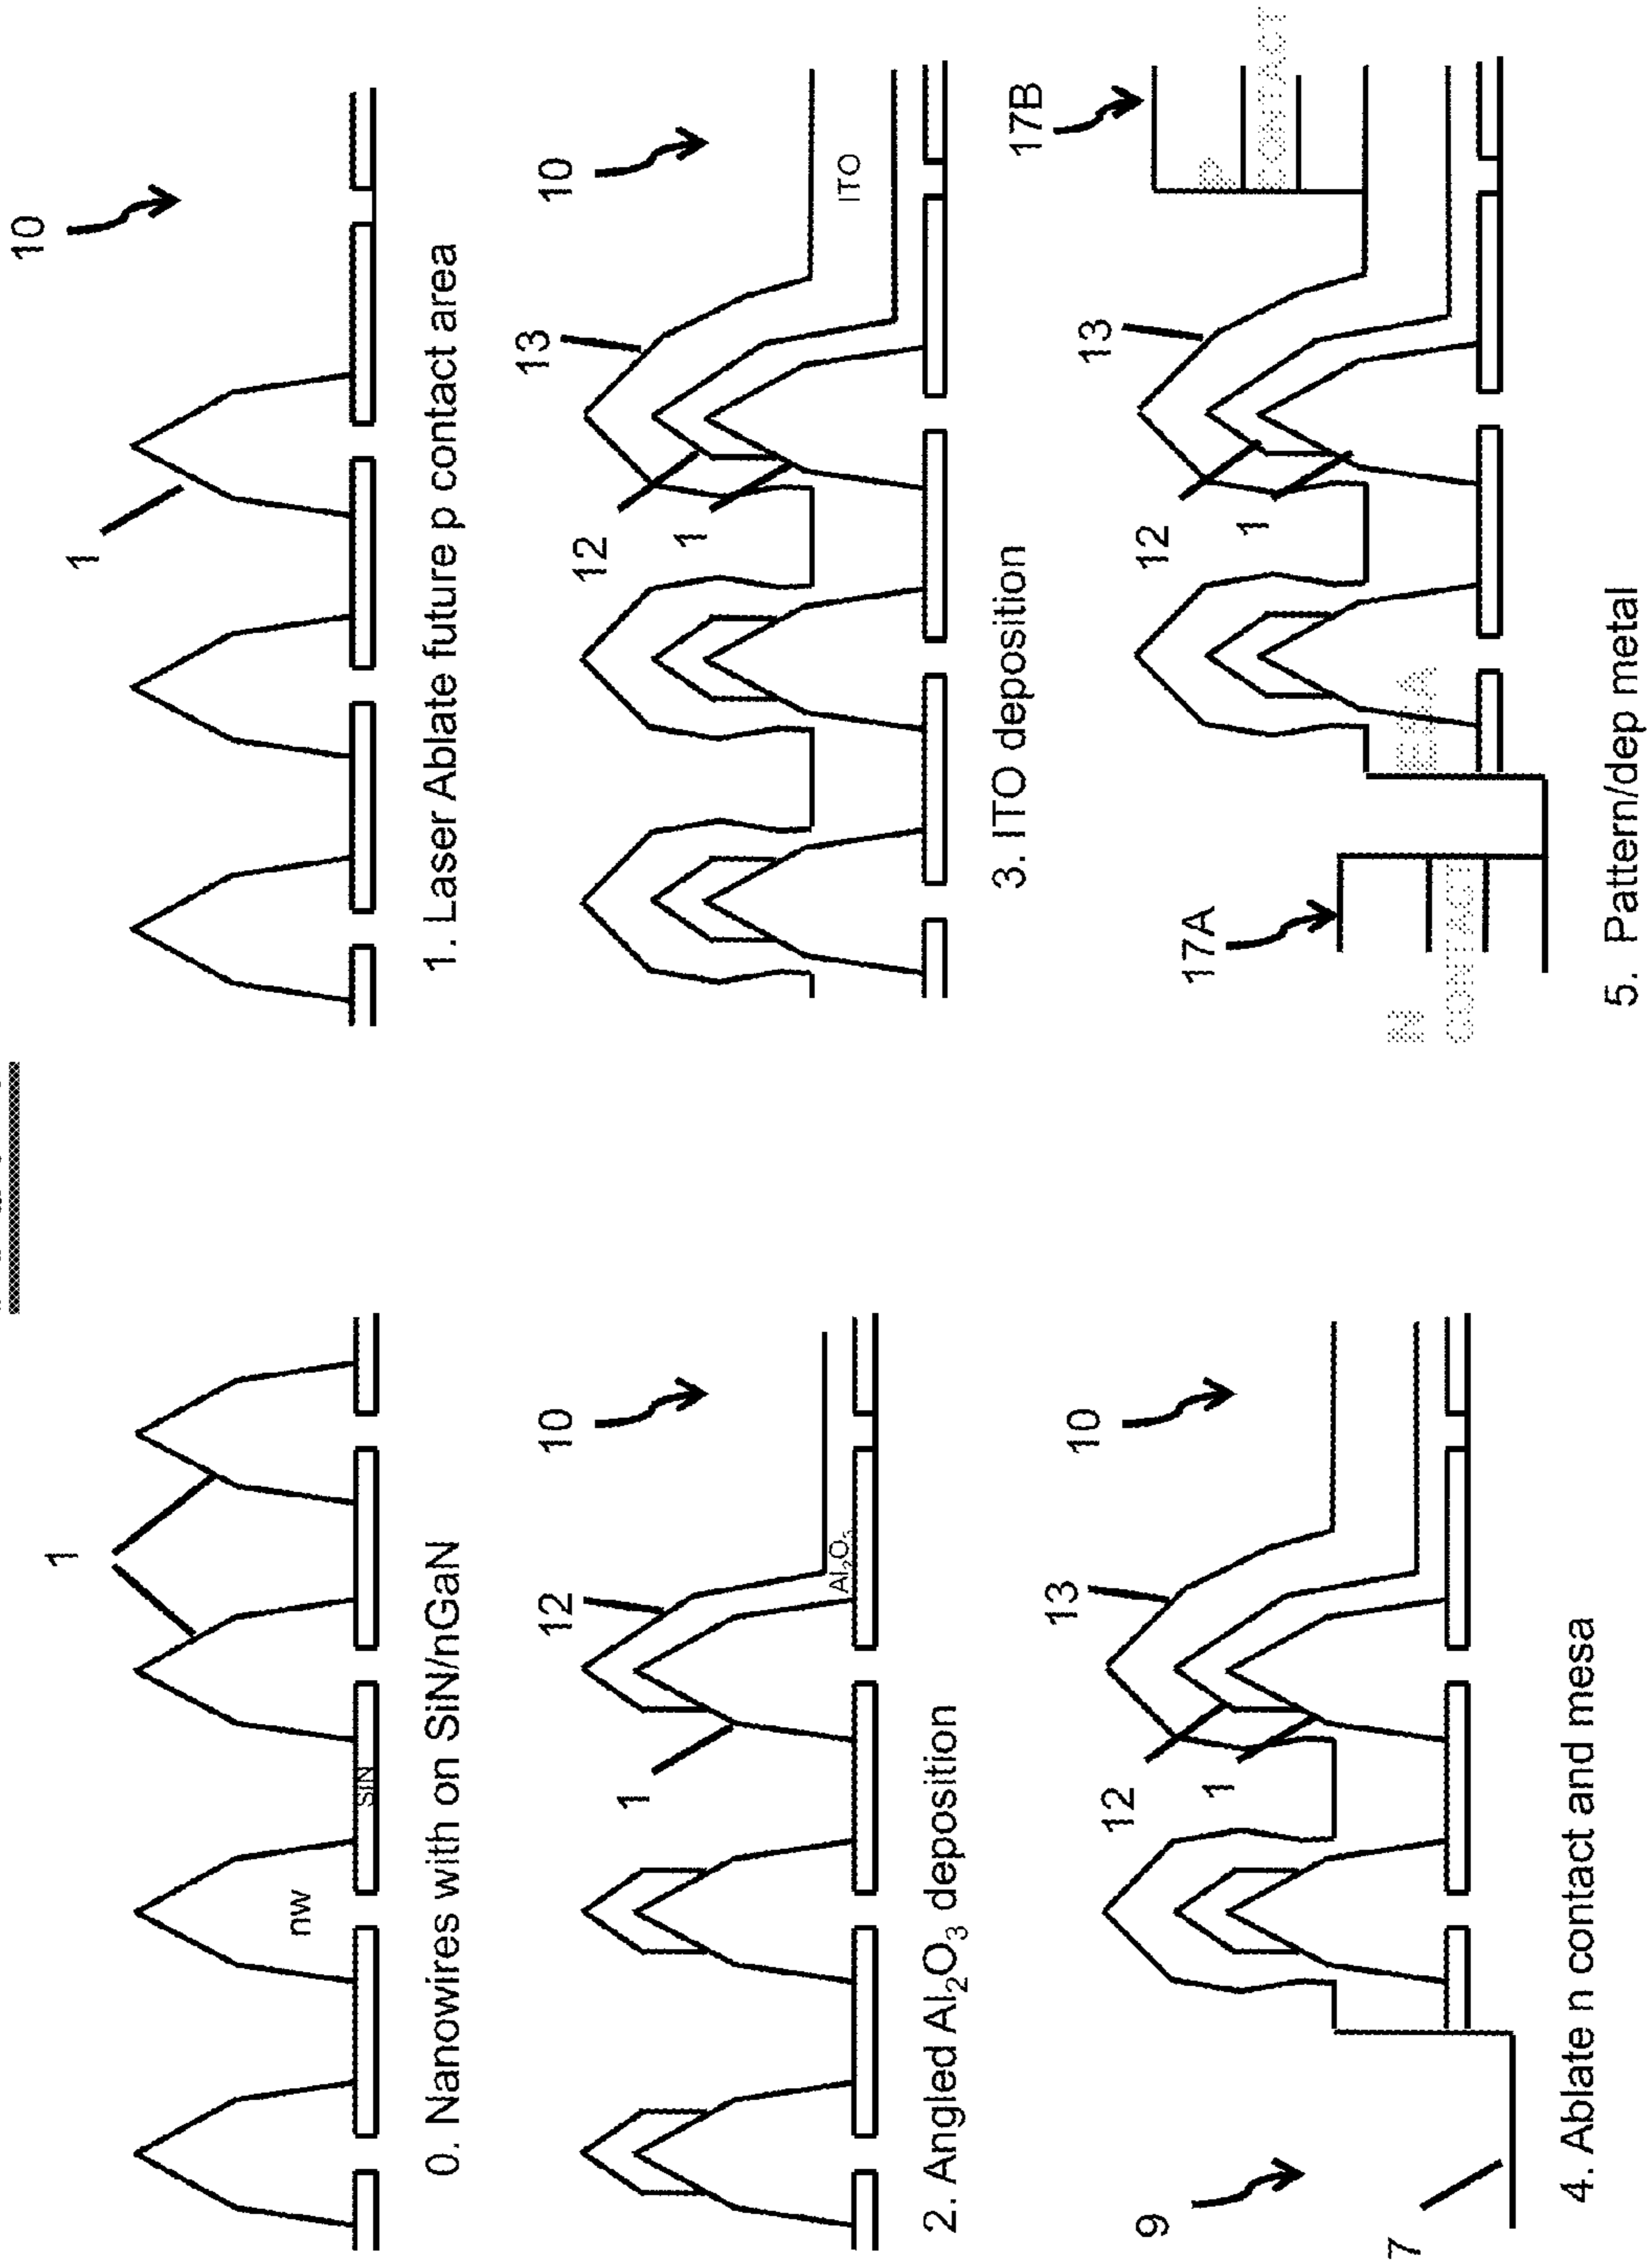 1
nw
SiN
0. Nanowires with on SiN/nGaN
10
1
1. Laser Ablate future p contact area
12
10
1
Al₂O₃
2. Angled Al₂O₃ deposition
13
10
12
1
ITO
3. ITO deposition
13
10
12
1
9
7
4. Ablate n contact and mesa
17B
13
P
CONTACT
12
1
17A
N
CONTACT
5. Pattern/dep metal